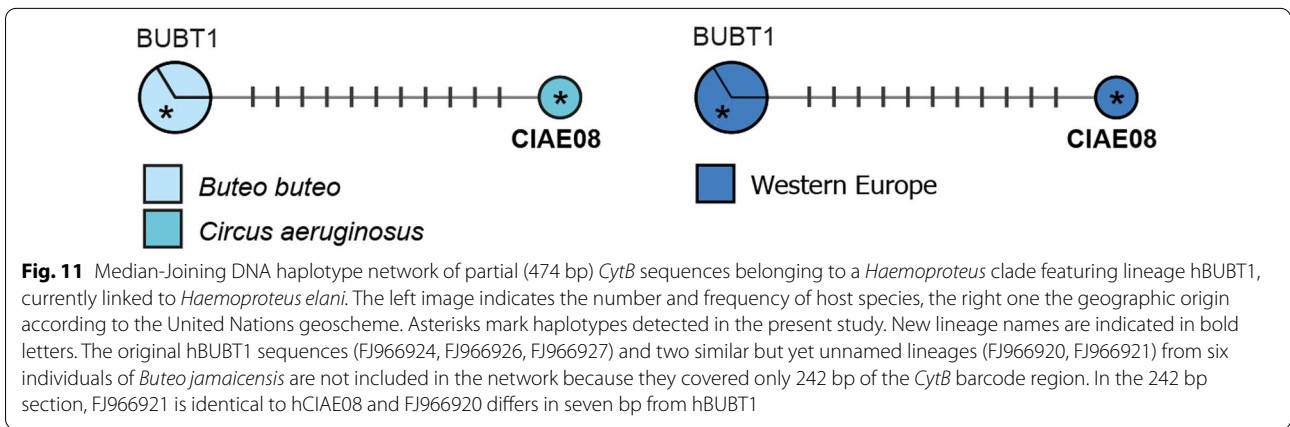 BUBT1
*
*
CIAE08
Buteo buteo
Circus aeruginosus
BUBT1
*
*
CIAE08
Western Europe
Fig. 11 Median-Joining DNA haplotype network of partial (474 bp) CytB sequences belonging to a Haemoproteus clade featuring lineage hBUBT1,
currently linked to Haemoproteus elani. The left image indicates the number and frequency of host species, the right one the geographic origin
according to the United Nations geoscheme. Asterisks mark haplotypes detected in the present study. New lineage names are indicated in bold
letters. The original hBUBT1 sequences (FJ966924, FJ966926, FJ966927) and two similar but yet unnamed lineages (FJ966920, FJ966921) from six
individuals of Buteo jamaicensis are not included in the network because they covered only 242 bp of the CytB barcode region. In the 242 bp
section, FJ966921 is identical to hCIAE08 and FJ966920 differs in seven bp from hBUBT1